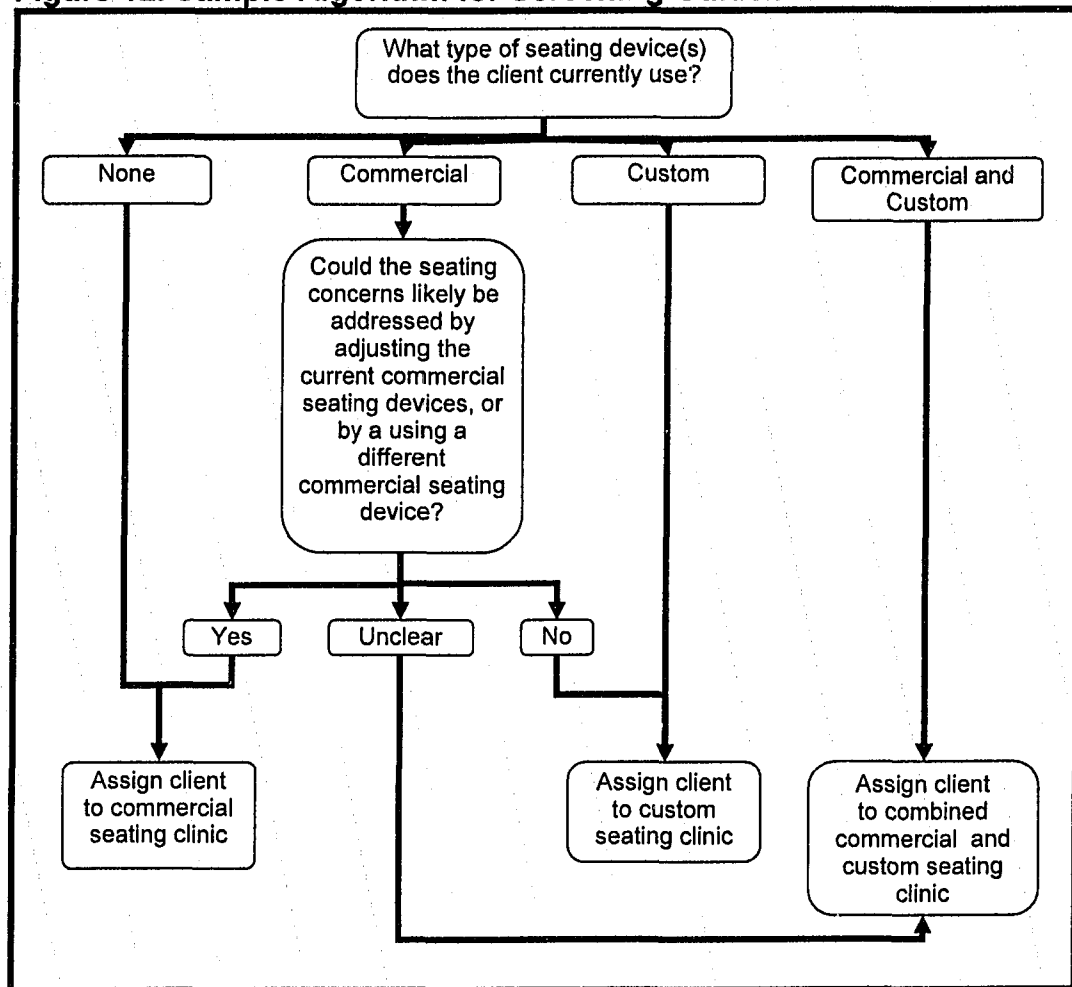 What type of seating device(s)
does the client currently use?
None
Commercial
Custom
Commercial and
Custom
Could the seating
concerns likely be
addressed by
adjusting the
current commercial
seating devices, or
by a using a
different
commercial seating
device?
Yes
Unclear
No
Assign client
to commercial
seating clinic
Assign client
to custom
seating clinic
Assign client
to combined
commercial and
custom seating
clinic